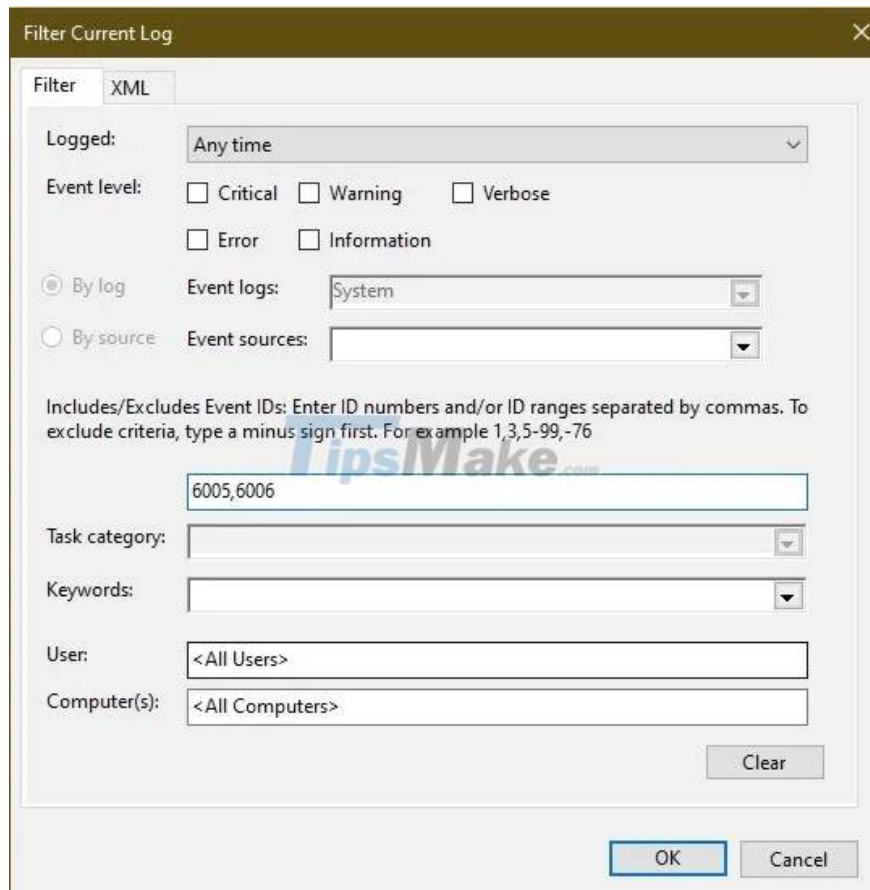 Filter Current Log
Filter XML
Logged: Any time
Event level: Critical Warning Verbose
Error Information
By log Event logs: System
By source Event sources:
Includes/Excludes Event IDs: Enter ID numbers and/or ID ranges separated by commas. To
exclude criteria, type a minus sign first. For example 1,3,5-99,-76
TipsMake.com
6005,6006
Task category:
Keywords:
User: <All Users>
Computer(s): <All Computers>
Clear
OK Cancel